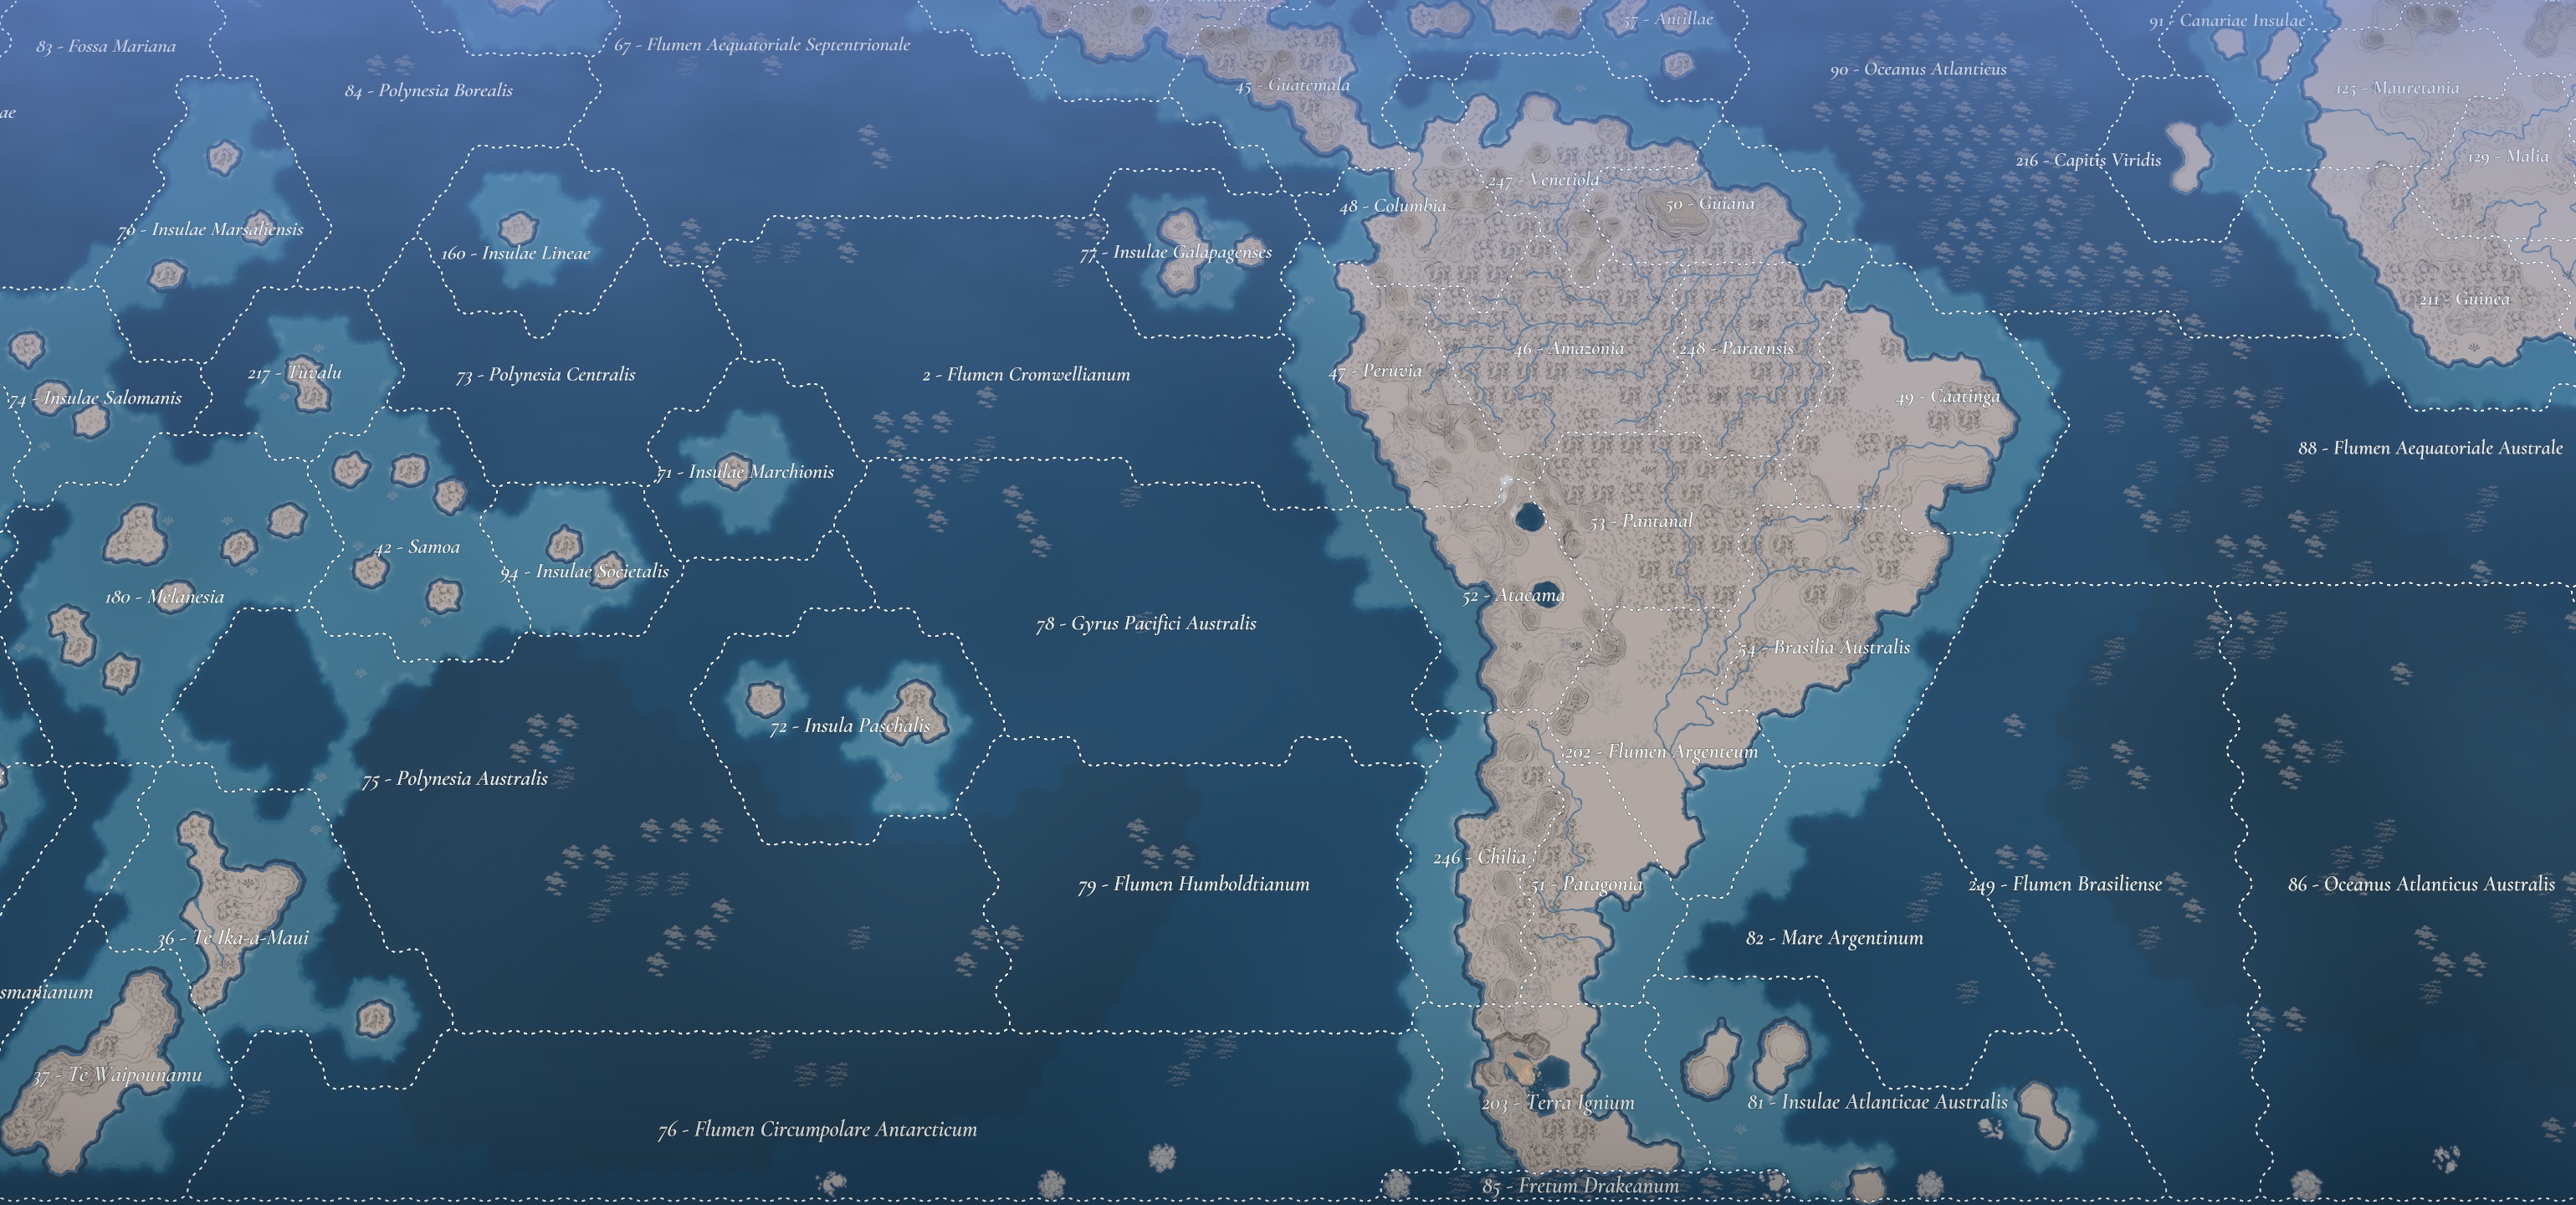 57 - Antillae
91 - Canariae Insulae
83 - Fossa Mariana
67 - Flumen Aequatoriale Septentrionale
90 - Oceanus Atlanticus
84 - Polynesia Borealis
45 - Guatemala
125 - Mauretania
ae
129 - Malia
216 - Capitis Viridis
247 - Venetiola
50 - Guiana
48 - Columbia
70 - Insulae Marsaliensis
160 - Insulae Lineae
77 - Insulae Galapagenses
211 - Guinea
46 - Amazonia
248 - Paraensis
217 - Tuvalu
73 - Polynesia Centralis
2 - Flumen Cromwellianum
47 - Peruvia
74 - Insulae Salomanis
49 - Caatinga
88 - Flumen Aequatoriale Australe
71 - Insulae Marchionis
53 - Pantanal
42 - Samoa
94 - Insulae Societalis
180 - Melanesia
52 - Atacama
78 - Gyrus Pacifici Australis
54 - Brasilia Australis
72 - Insula Paschalis
202 - Flumen Argenteum
75 - Polynesia Australis
246 - Chilia
79 - Flumen Humboldtianum
51 - Patagonia
249 - Flumen Brasiliense
86 - Oceanus Atlanticus Australis
36 - Te Ika-a-Maui
82 - Mare Argentinum
smanianum
37 - Te Waipounamu
203 - Terra Ignium
81 - Insulae Atlanticae Australis
76 - Flumen Circumpolare Antarcticum
85 - Fretum Drakeanum